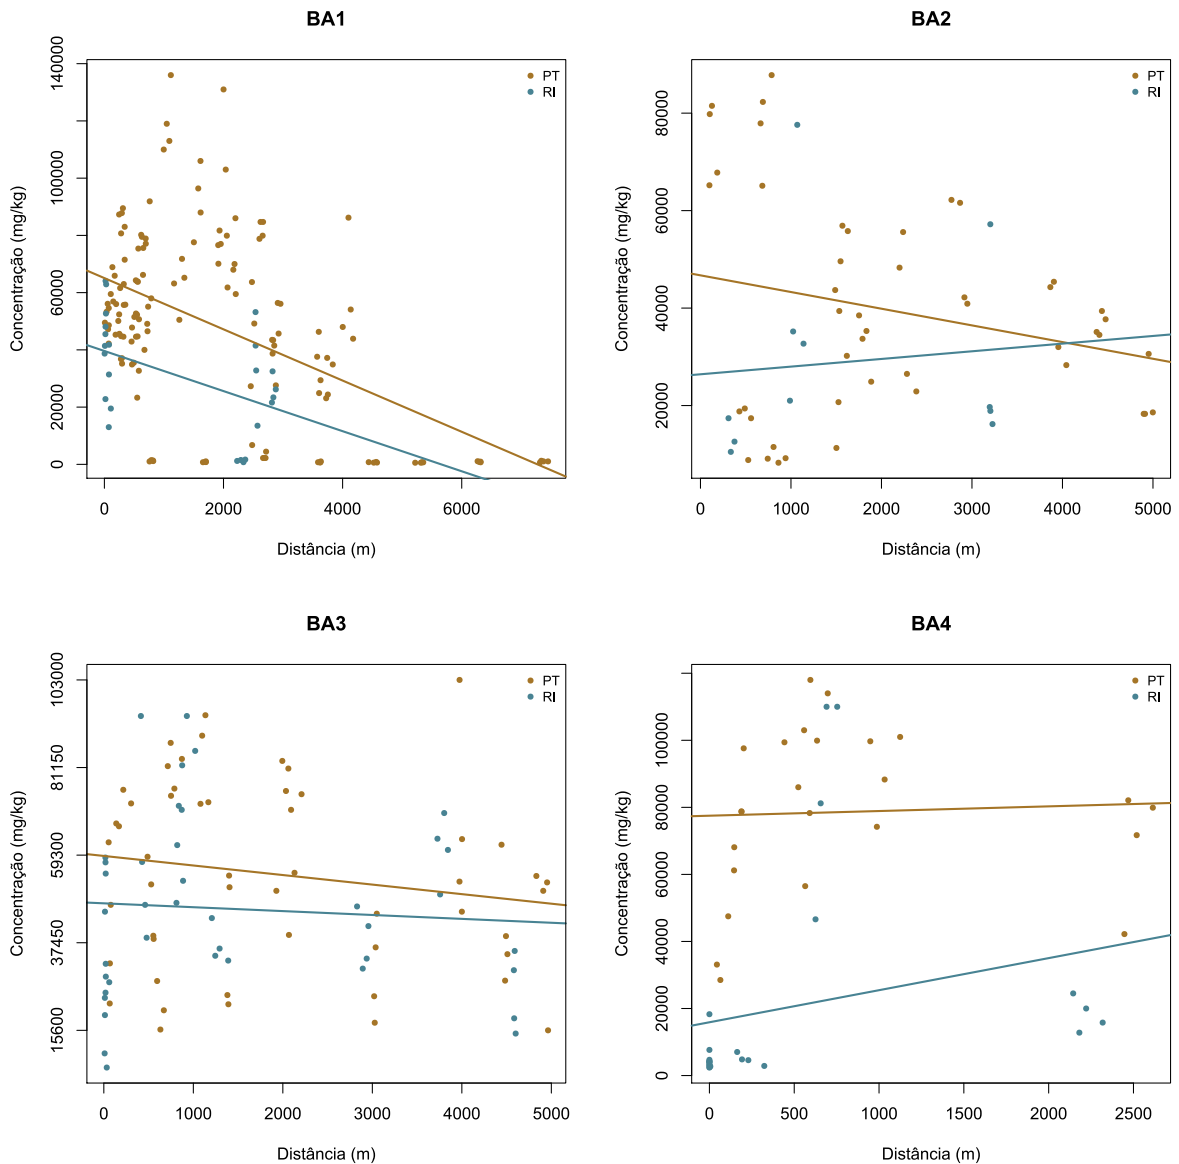 BA1
PT
RI
Concentração (mg/kg)
140000
100000
60000
20000
0
0 2000 4000 6000
Distância (m)
BA2
PT
RI
Concentração (mg/kg)
80000
60000
40000
20000
0 1000 2000 3000 4000 5000
Distância (m)
BA3
PT
RI
Concentração (mg/kg)
103000
81150
59300
37450
15600
0 1000 2000 3000 4000 5000
Distância (m)
BA4
PT
RI
Concentração (mg/kg)
100000
80000
60000
40000
20000
0
0 500 1000 1500 2000 2500
Distância (m)